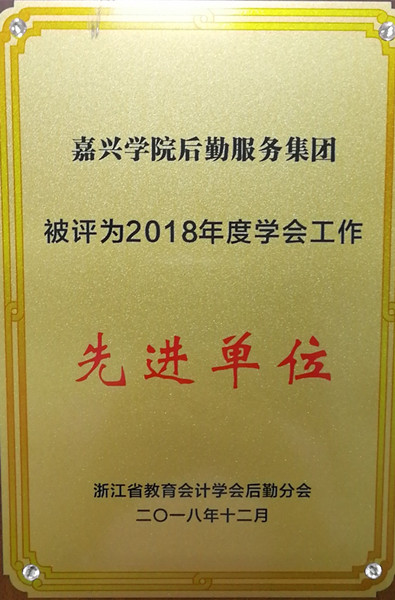 嘉兴学院后勤服务集团
被评为2018年度学会工作
先进单位
浙江省教育会计学会后勤分会
二〇一八年十二月